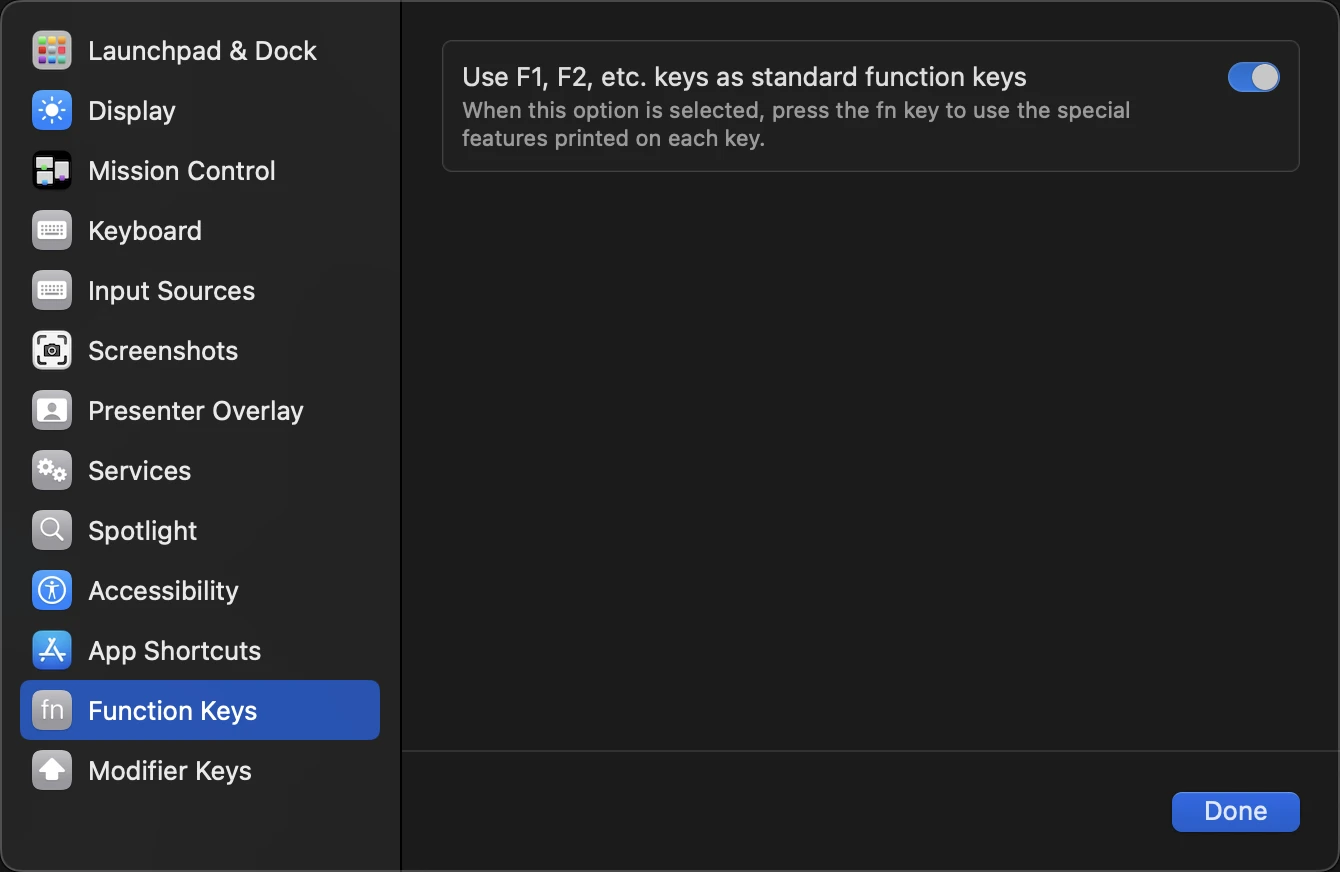 Launchpad & Dock
Display
Mission Control
Keyboard
Input Sources
Screenshots
Presenter Overlay
Services
Spotlight
Accessibility
App Shortcuts
fn Function Keys
Modifier Keys
Use F1, F2, etc. keys as standard function keys
When this option is selected, press the fn key to use the special
features printed on each key.
Done